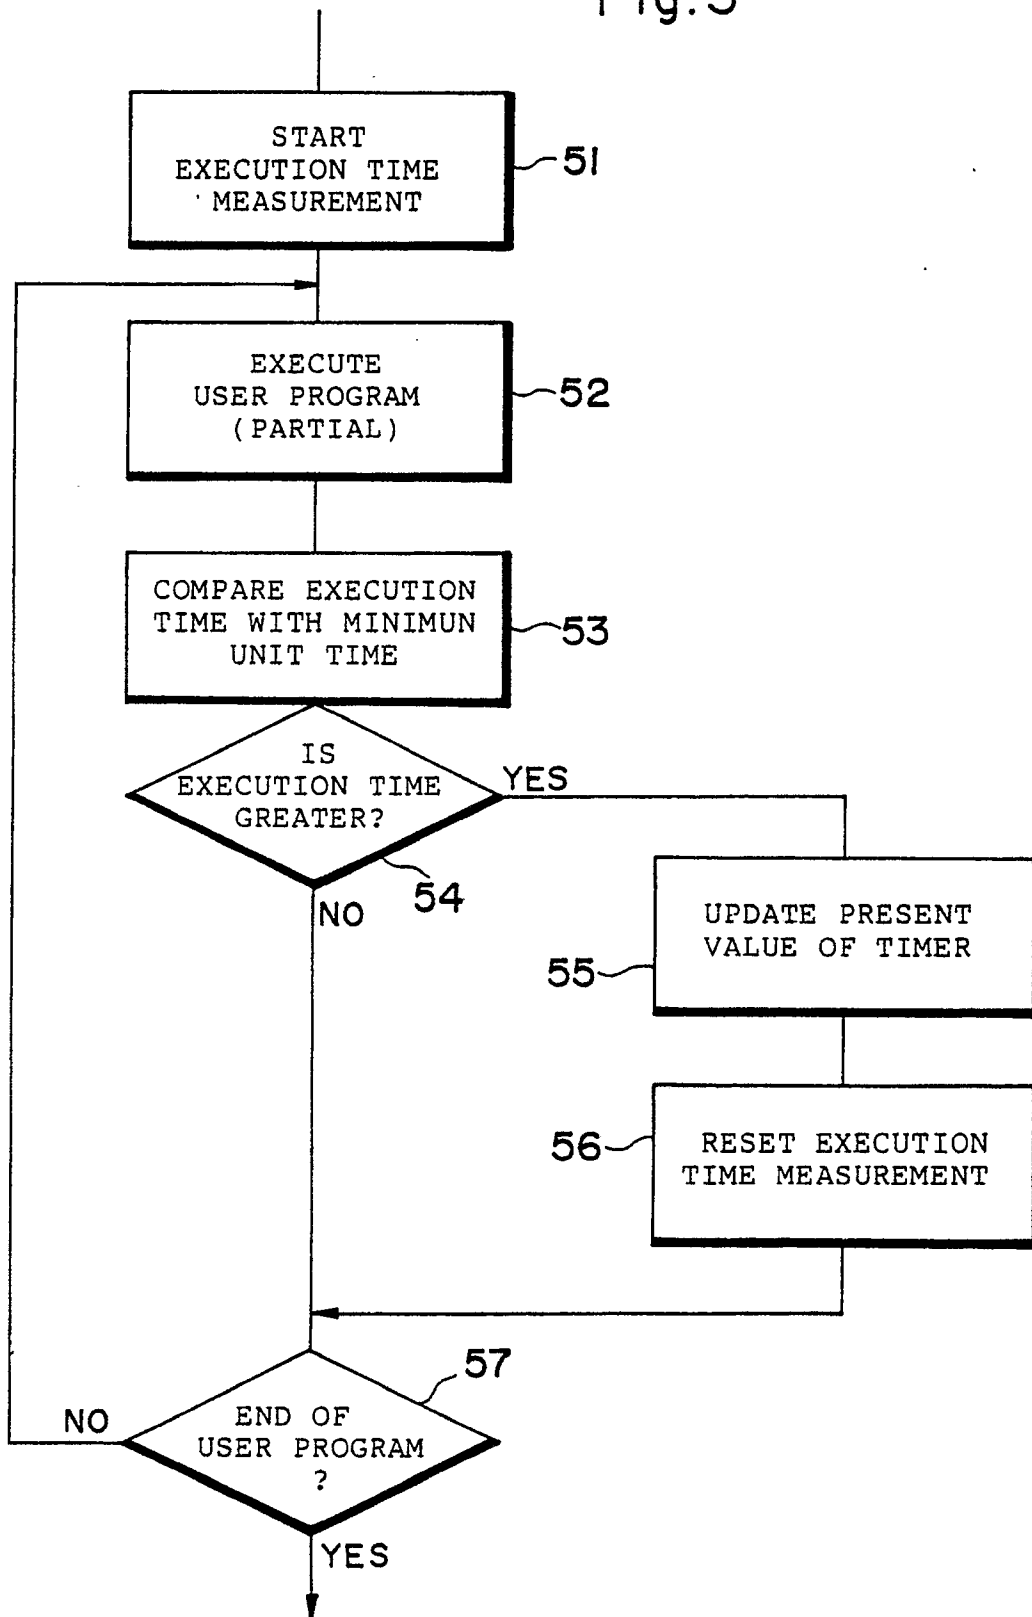 Fig.5
START
EXECUTION TIME
MEASUREMENT
51
EXECUTE
USER PROGRAM
(PARTIAL)
52
COMPARE EXECUTION
TIME WITH MINIMUN
UNIT TIME
53
IS
EXECUTION TIME
GREATER?
YES
54
NO
UPDATE PRESENT
VALUE OF TIMER
55
RESET EXECUTION
TIME MEASUREMENT
56
57
END OF
USER PROGRAM
?
NO
YES